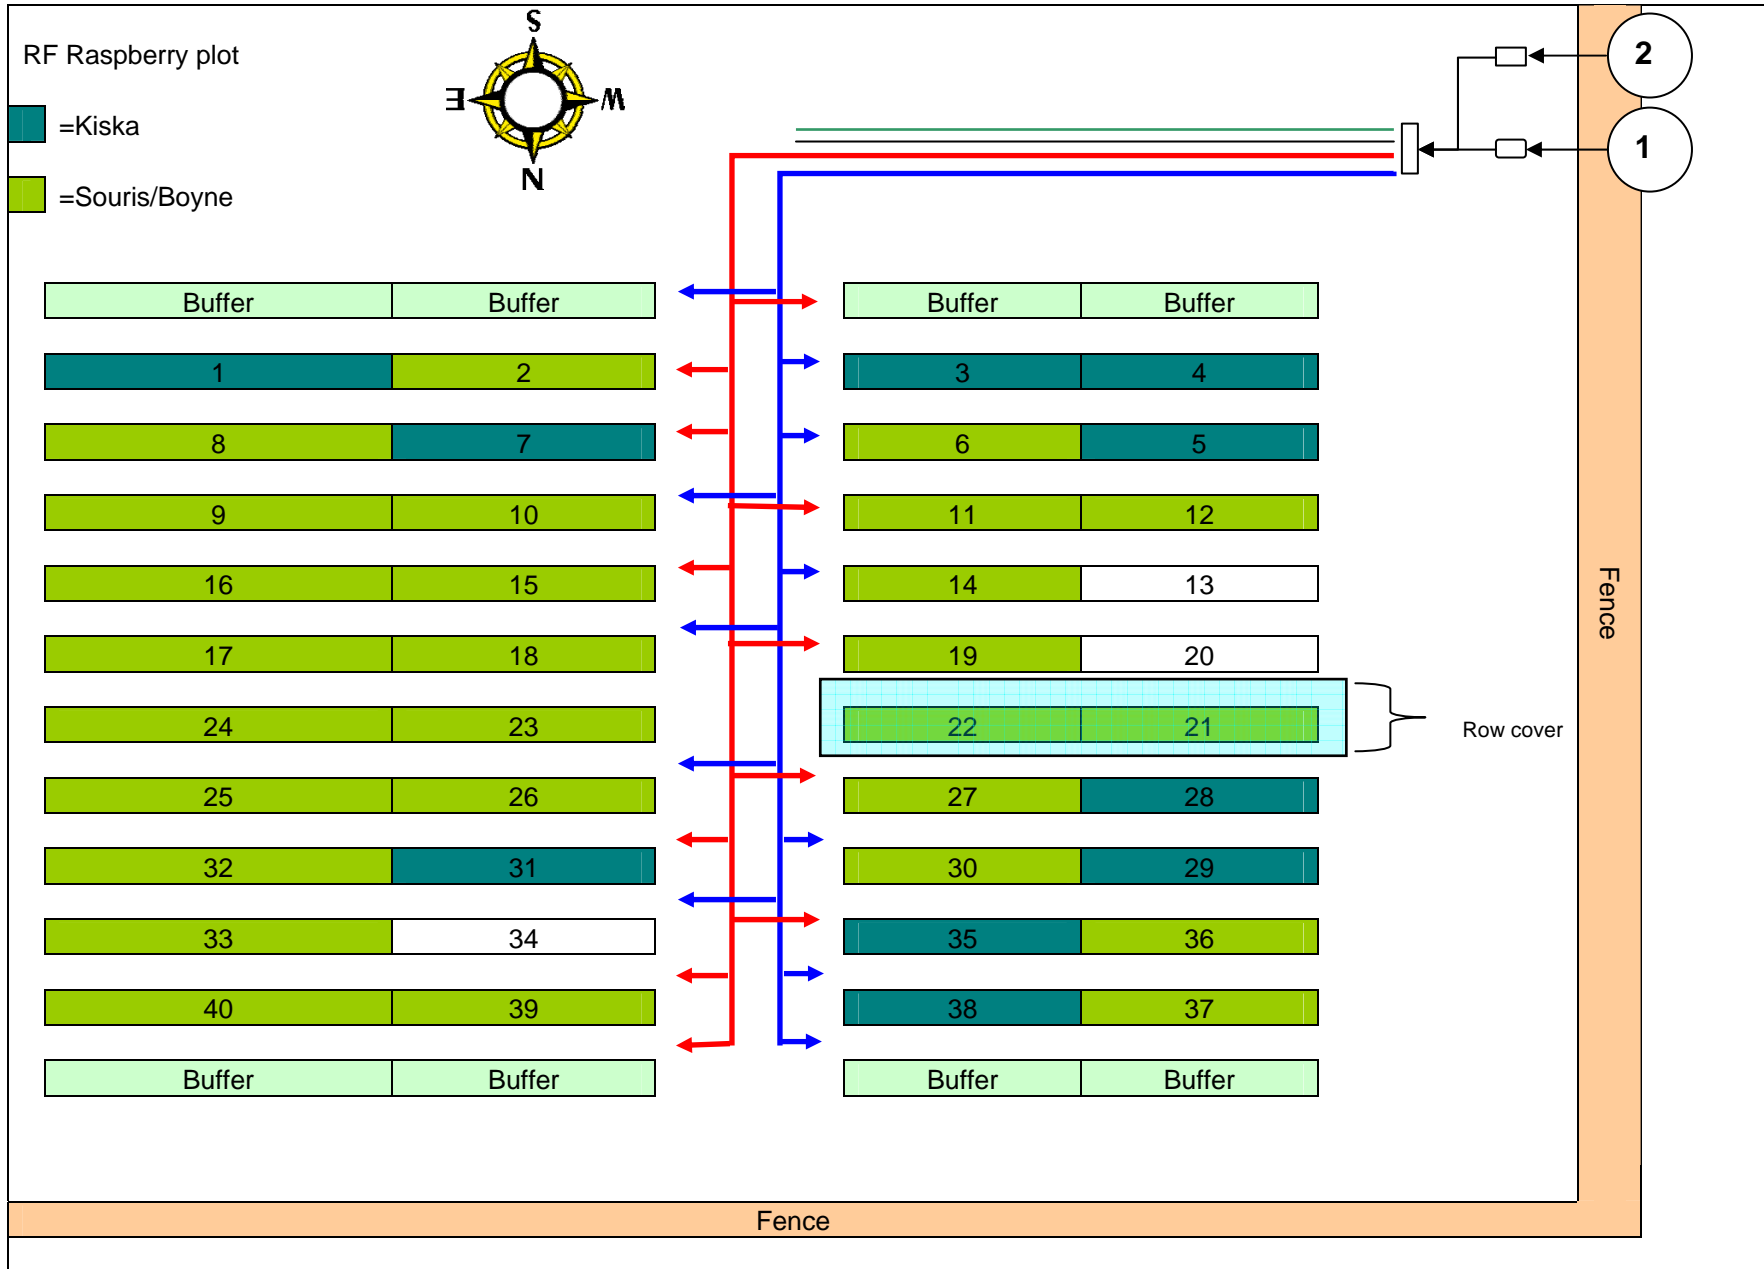 S
RF Raspberry plot
2
E W
=Kiska
1
N
=Souris/Boyne
Buffer Buffer Buffer Buffer
1 2 3 4
8 7 6 5
9 10 11 12
16 15 14 13
Fence
17 18 19 20
24 23 22 21
Row cover
25 26 27 28
32 31 30 29
33 34 35 36
40 39 38 37
Buffer Buffer Buffer Buffer
Fence